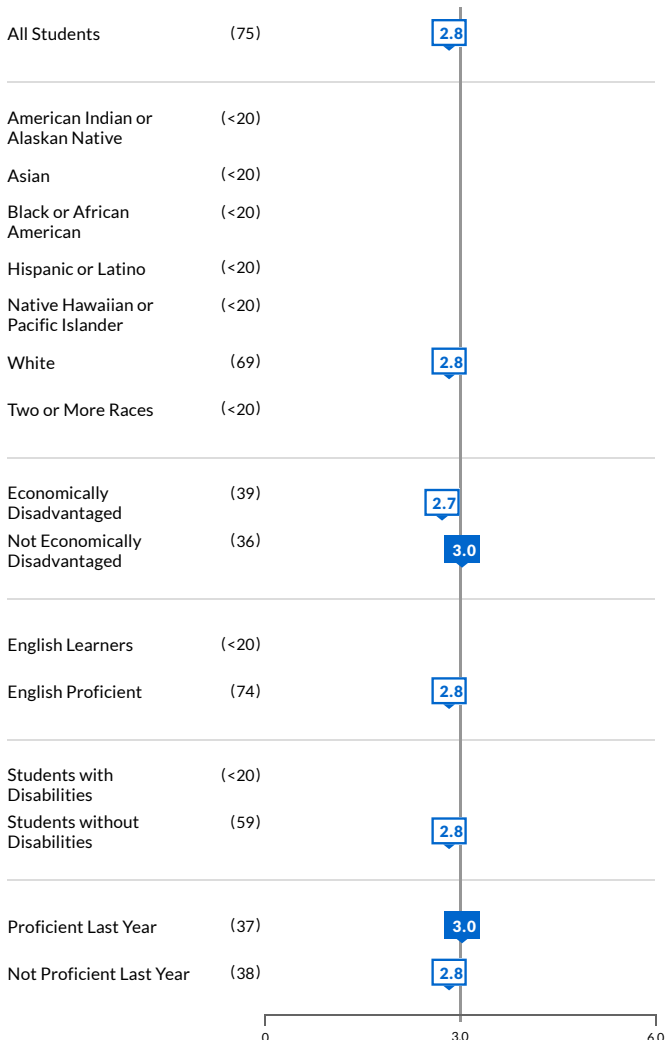 All Students (75) 2.8
American Indian or (<20)
Alaskan Native
Asian (<20)
Black or African (<20)
American
Hispanic or Latino (<20)
Native Hawaiian or (<20)
Pacific Islander
White (69) 2.8
Two or More Races (<20)
Economically (39) 2.7
Disadvantaged
Not Economically (36) 3.0
Disadvantaged
English Learners (<20)
English Proficient (74) 2.8
Students with (<20)
Disabilities
Students without (59) 2.8
Disabilities
Proficient Last Year (37) 3.0
Not Proficient Last Year (38) 2.8
0 3.0 6.0